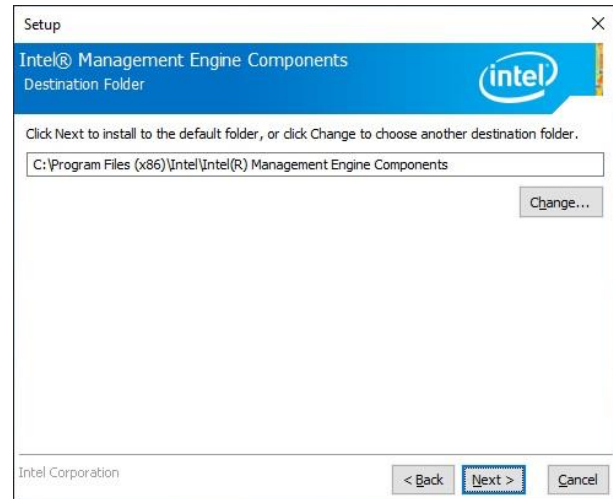 Setup
Intel® Management Engine Components
Destination Folder
intel
Click Next to install to the default folder, or click Change to choose another destination folder.
C:\Program Files (x86)\Intel\Intel(R) Management Engine Components
Change...
Intel Corporation
< Back Next > Cancel